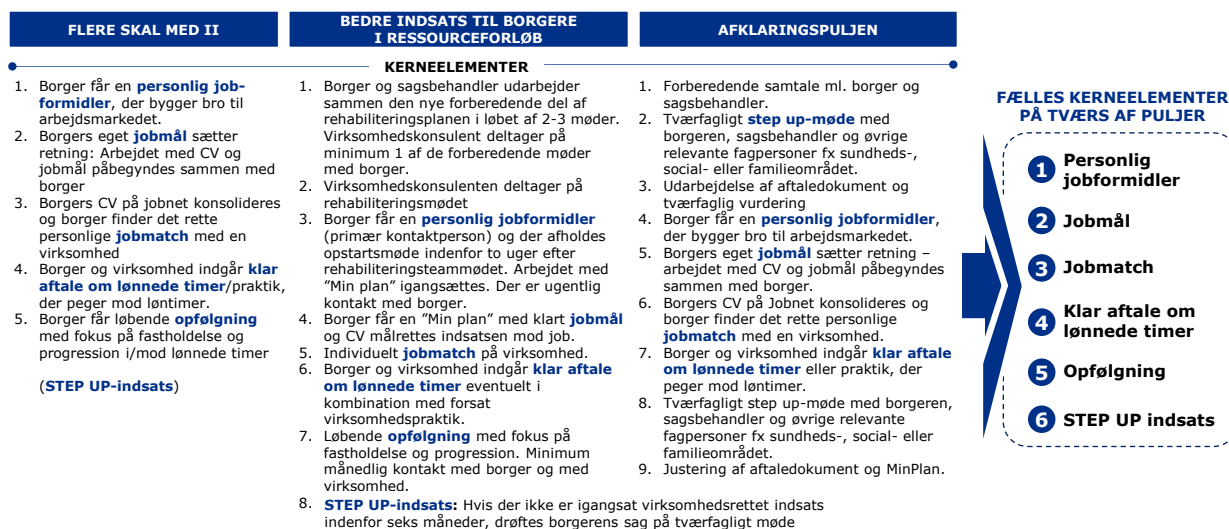 FLERE SKAL MED II
BEDRE INDSATS TIL BORGERE
I RESSOURCEFORLØB
AFKLARINGSPULJEN
KERNEELEMENTER
1. Borger får en personlig job-
formidler, der bygger bro til
arbejdsmarkedet.
2. Borgers eget jobmål sætter
retning: Arbejdet med CV og
jobmål påbegyndes sammen med
borger
3. Borgers CV på jobnet konsolideres
og borger finder det rette
personlige jobmatch med en
virksomhed
4. Borger og virksomhed indgår klar
aftale om lønnede timer/praktik,
der peger mod løntimer.
5. Borger får løbende opfølgning
med fokus på fastholdelse og
progression i/mod lønnede timer
(STEP UP-indsats)
1. Borger og sagsbehandler udarbejder
sammen den nye forberedende del af
rehabiliteringsplanen i løbet af 2-3 møder.
Virksomhedskonsulent deltager på
minimum 1 af de forberedende møder
med borger.
2. Virksomhedskonsulenten deltager på
rehabiliteringsmødet
3. Borger får en personlig jobformidler
(primær kontaktperson) og der afholdes
opstartsmøde indenfor to uger efter
rehabiliteringsteammødet. Arbejdet med
”Min plan” igangsættes. Der er ugentlig
kontakt med borger.
4. Borger får en ”Min plan” med klart jobmål
og CV målrettes indsatsen mod job.
5. Individuelt jobmatch på virksomhed.
6. Borger og virksomhed indgår klar aftale
om lønnede timer eventuelt i
kombination med forsat
virksomhedspraktik.
7. Løbende opfølgning med fokus på
fastholdelse og progression. Minimum
månedlig kontakt med borger og med
virksomhed.
8. STEP UP-indsats: Hvis der ikke er igangsat virksomhedsrettet indsats
indenfor seks måneder, drøftes borgerens sag på tværfagligt møde
1. Forberedende samtale ml. borger og
sagsbehandler.
2. Tværfagligt step up-møde med
borgeren, sagsbehandler og øvrige
relevante fagpersoner fx sundheds-,
social- eller familieområdet.
3. Udarbejdelse af aftaledokument og
tværfaglig vurdering
4. Borger får en personlig jobformidler,
der bygger bro til arbejdsmarkedet.
5. Borgers eget jobmål sætter retning –
arbejdet med CV og jobmål påbegyndes
sammen med borger.
6. Borgers CV på Jobnet konsolideres og
borger finder det rette personlige
jobmatch med en virksomhed.
7. Borger og virksomhed indgår klar aftale
om lønnede timer eller praktik, der
peger mod løntimer.
8. Tværfagligt step up-møde med borgeren,
sagsbehandler og øvrige relevante
fagpersoner fx sundheds-, social- eller
familieområdet.
9. Justering af aftaledokument og MinPlan.
FÆLLES KERNEELEMENTER
PÅ TVÆRS AF PULJER
1 Personlig
jobformidler
2 Jobmål
3 Jobmatch
4 Klar aftale om
lønnede timer
5 Opfølgning
6 STEP UP indsats